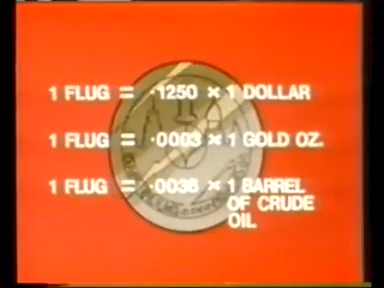 1 FLUG = ·1250 × 1 DOLLAR
1 FLUG = ·0003 × 1 GOLD OZ.
1 FLUG = ·0036 × 1 BARREL
OF CRUDE
OIL